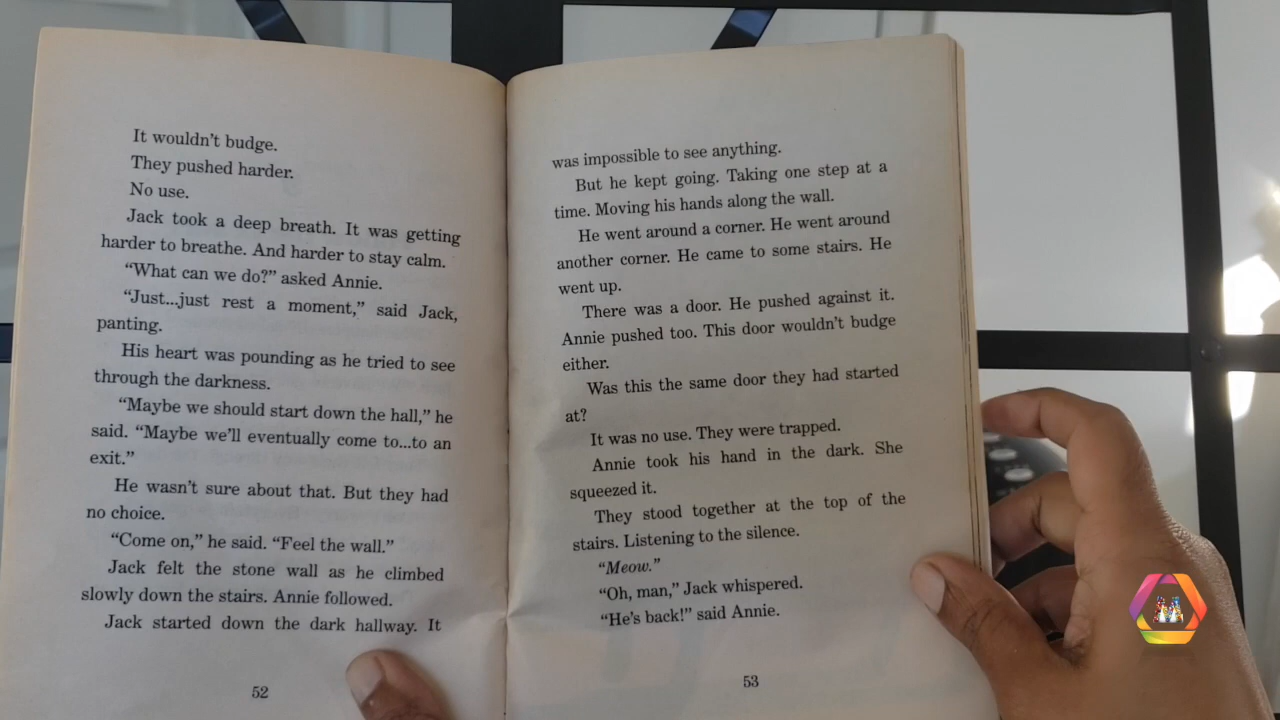 It wouldn't budge.
They pushed harder.
No use.
Jack took a deep breath. It was getting
harder to breathe. And harder to stay calm.
“What can we do?” asked Annie.
“Just...just rest a moment,” said Jack,
panting.
His heart was pounding as he tried to see
through the darkness.
“Maybe we should start down the hall,” he
said. “Maybe we'll eventually come to...to an
exit.”
He wasn't sure about that. But they had
no choice.
“Come on,” he said. “Feel the wall.”
Jack felt the stone wall as he climbed
slowly down the stairs. Annie followed.
Jack started down the dark hallway. It
52
was impossible to see anything.
But he kept going. Taking one step at a
time. Moving his hands along the wall.
He went around a corner. He went around
another corner. He came to some stairs. He
went up.
There was a door. He pushed against it.
Annie pushed too. This door wouldn't budge
either.
Was this the same door they had started
at?
It was no use. They were trapped.
Annie took his hand in the dark. She
squeezed it.
They stood together at the top of the
stairs. Listening to the silence.
“Meow.”
“Oh, man,” Jack whispered.
“He's back!” said Annie.
53